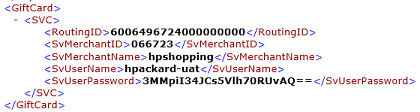 <GiftCard>
- <SVC>
<RoutingID>6006496724000000000</RoutingID>
<SvMerchantID>066723</SvMerchantID>
<SvMerchantName>hpshopping</SvMerchantName>
<SvUserName>hpackard-uat</SvUserName>
<SvUserPassword>3MMpiI34JCs5Vlh70RUvAQ==</SvUserPassword>
</SVC>
</GiftCard>